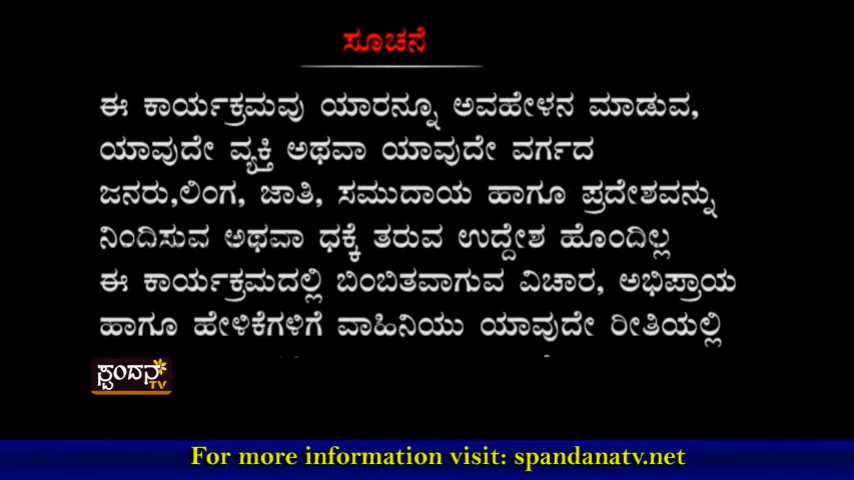 ಸೂಚನೆ
ಈ ಕಾರ್ಯಕ್ರಮವು ಯಾರನ್ನೂ ಅವಹೇಳನ ಮಾಡುವ,
ಯಾವುದೇ ವ್ಯಕ್ತಿ ಅಥವಾ ಯಾವುದೇ ವರ್ಗದ
ಜನರು,ಲಿಂಗ, ಜಾತಿ, ಸಮುದಾಯ ಹಾಗೂ ಪ್ರದೇಶವನ್ನು
ನಿಂದಿಸುವ ಅಥವಾ ಧಕ್ಕೆ ತರುವ ಉದ್ದೇಶ ಹೊಂದಿಲ್ಲ
ಈ ಕಾರ್ಯಕ್ರಮದಲ್ಲಿ ಬಿಂಬಿತವಾಗುವ ವಿಚಾರ, ಅಭಿಪ್ರಾಯ
ಹಾಗೂ ಹೇಳಿಕೆಗಳಿಗೆ ವಾಹಿನಿಯು ಯಾವುದೇ ರೀತಿಯಲ್ಲಿ
ಸ್ಪಂದನ
TV
For more information visit: spandanatv.net